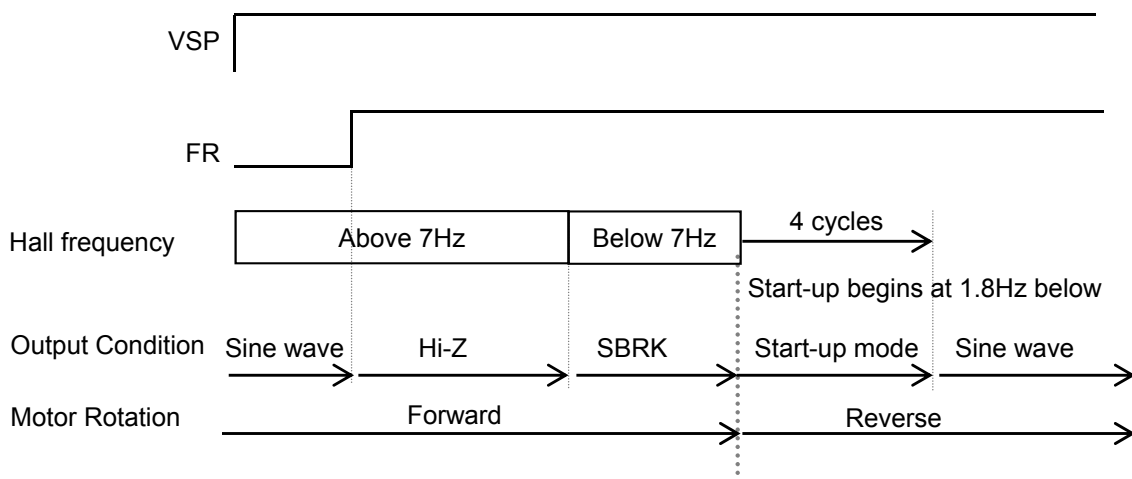 VSP
FR
Hall frequency
Above 7Hz
Below 7Hz
4 cycles
Start-up begins at 1.8Hz below
Output Condition
Sine wave
Hi-Z
SBRK
Start-up mode
Sine wave
Motor Rotation
Forward
Reverse